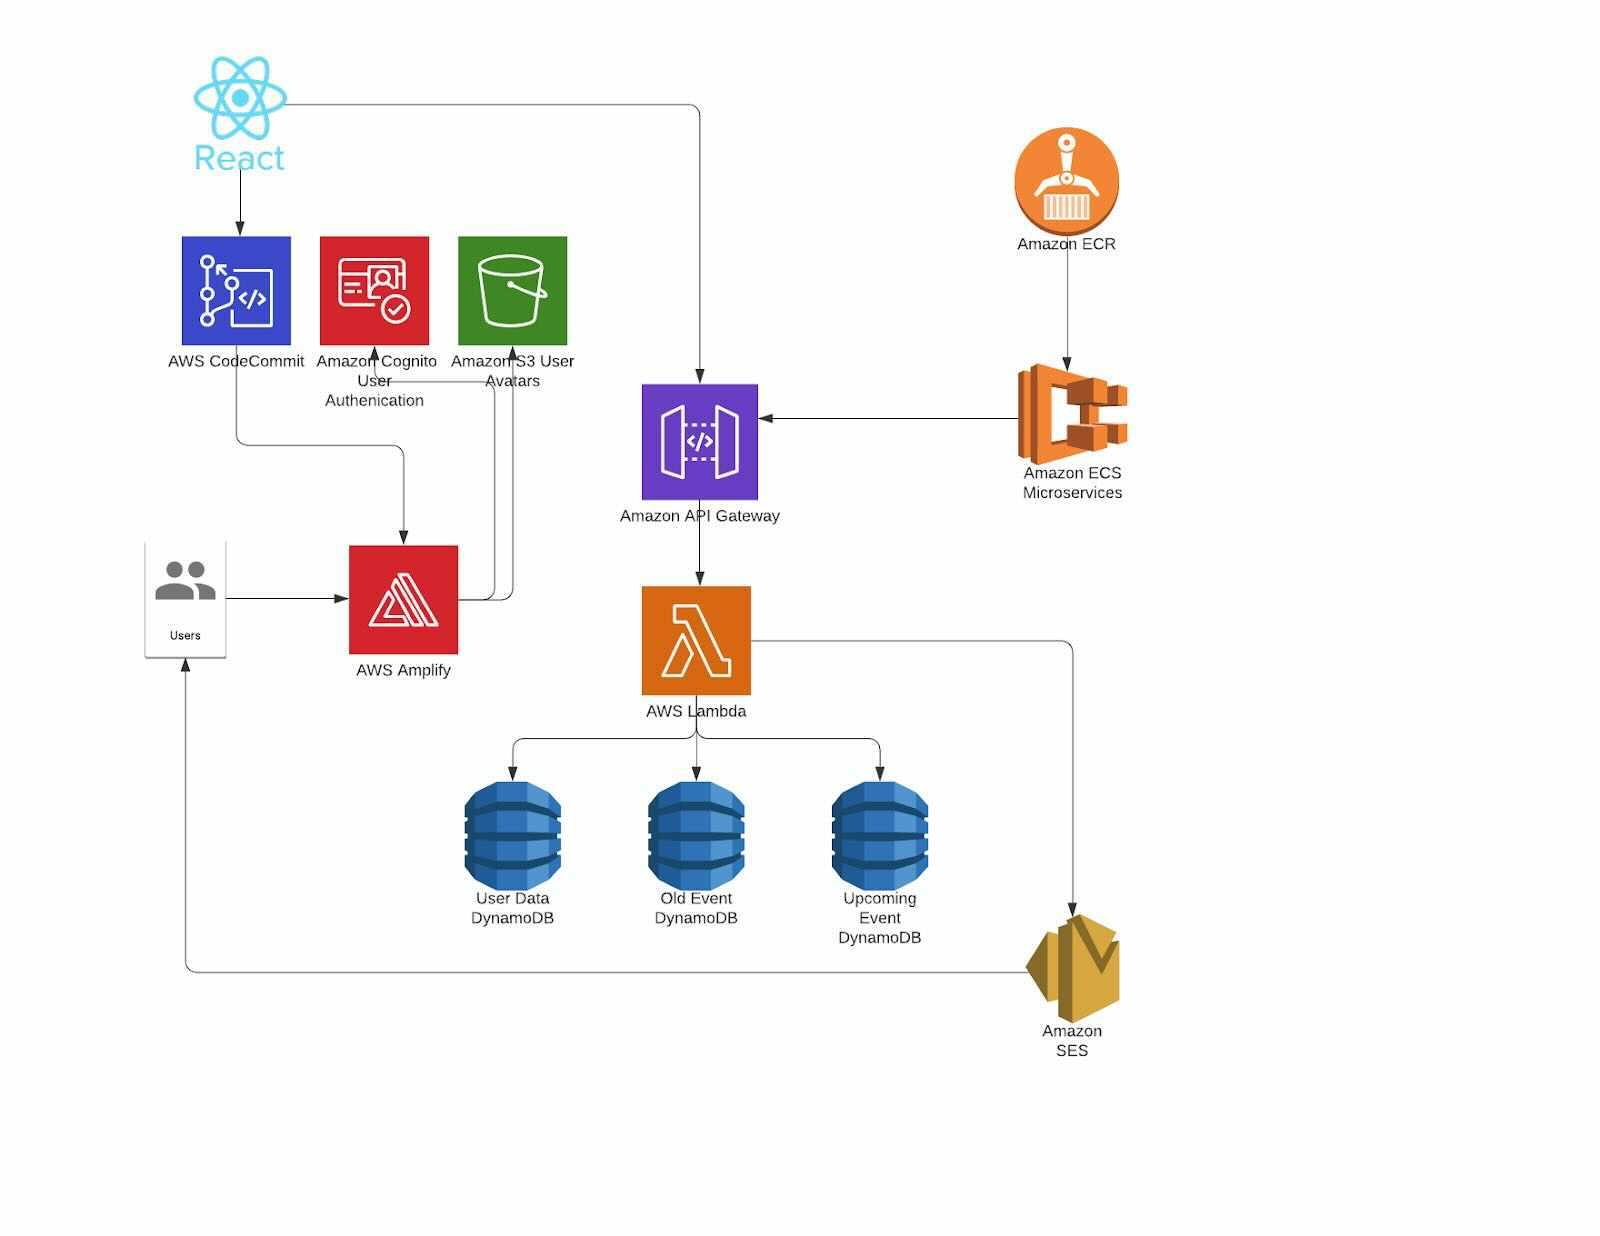 React
Amazon ECR
AWS CodeCommit
Amazon Cognito
User
Authenication
Amazon S3 User
Avatars
Amazon ECS
Microservices
Amazon API Gateway
Users
AWS Amplify
AWS Lambda
User Data
DynamoDB
Old Event
DynamoDB
Upcoming
Event
DynamoDB
Amazon
SES